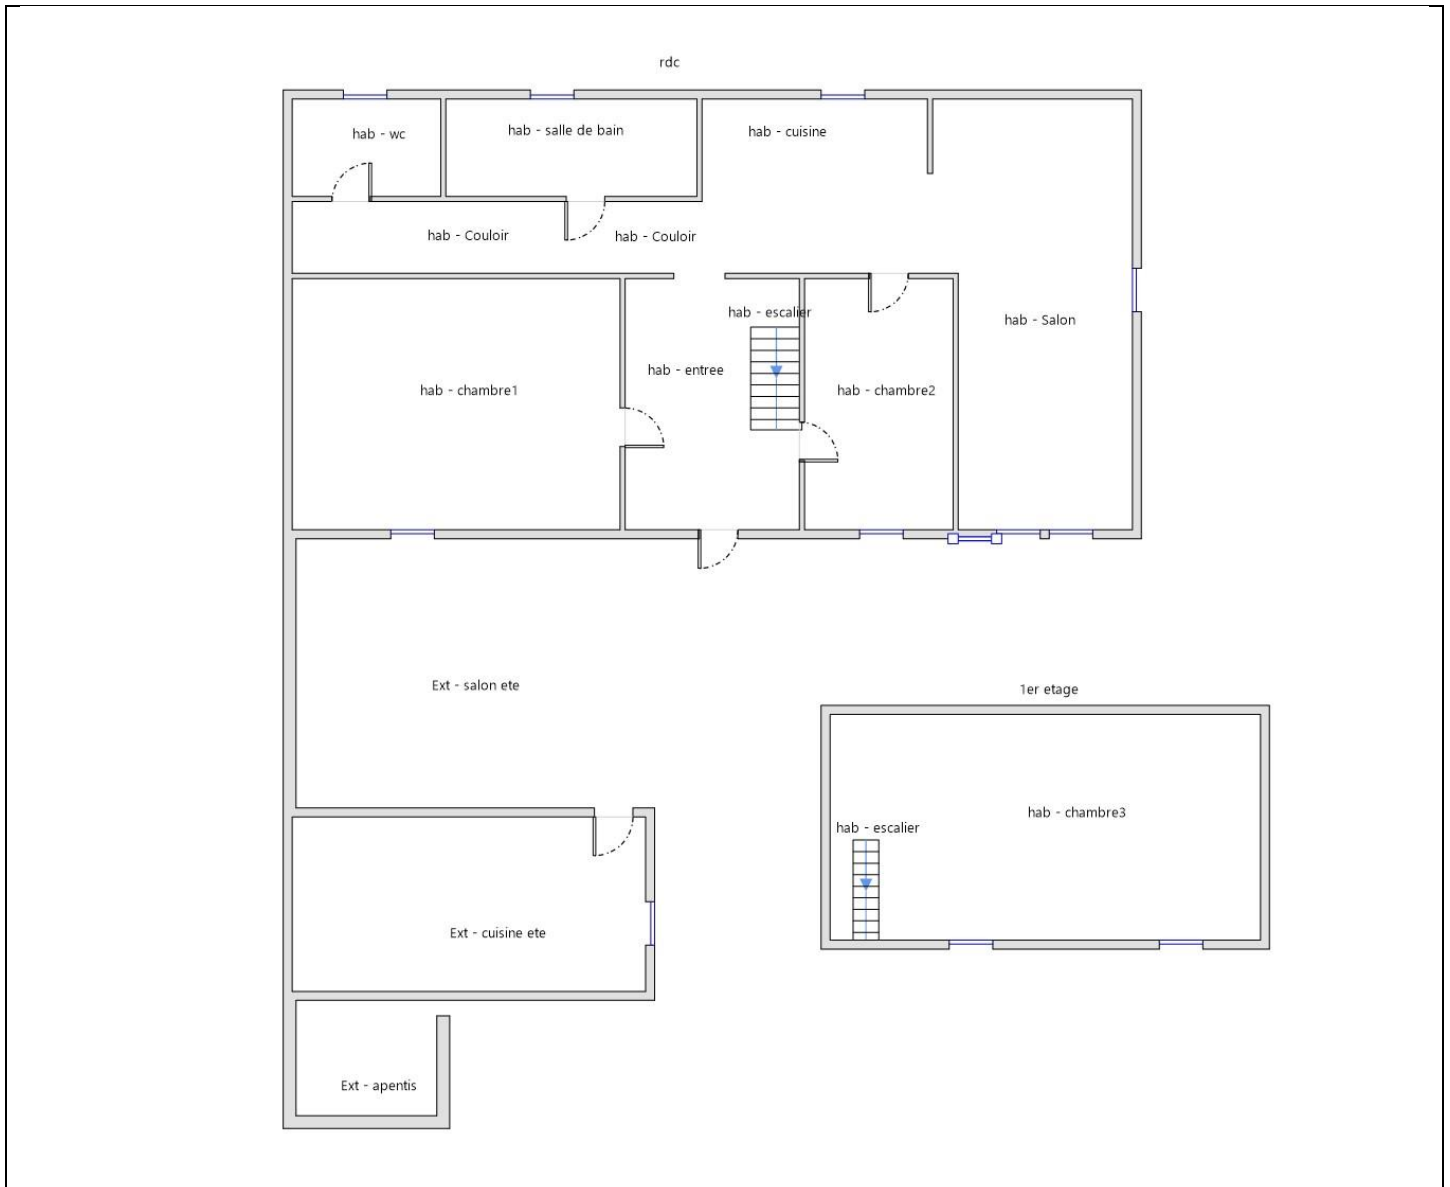 rdc
hab - wc
hab - salle de bain
hab - cuisine
hab - Couloir
hab - Couloir
hab - escalier
hab - Salon
hab - entree
hab - chambre1
hab - chambre2
Ext - salon ete
1er etage
hab - chambre3
hab - escalier
Ext - cuisine ete
Ext - apentis